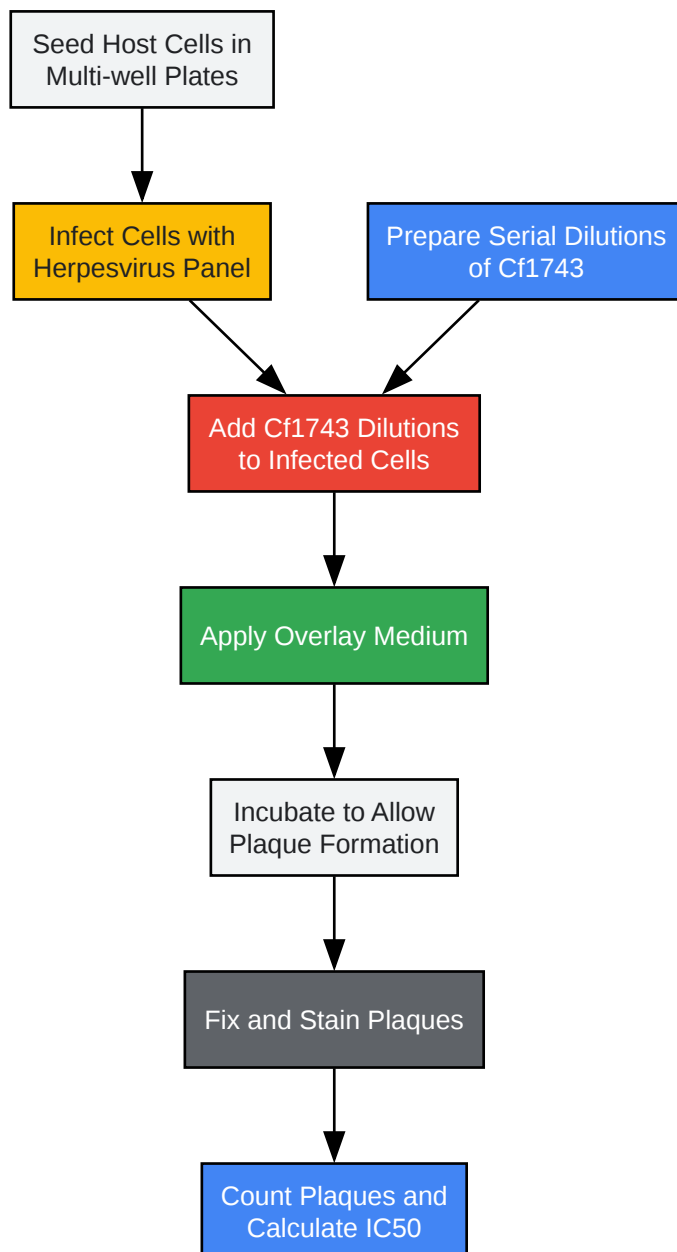 Seed Host Cells in
Multi-well Plates
Infect Cells with
Herpesvirus Panel
Prepare Serial Dilutions
of Cf1743
Add Cf1743 Dilutions
to Infected Cells
Apply Overlay Medium
Incubate to Allow
Plaque Formation
Fix and Stain Plaques
Count Plaques and
Calculate IC50